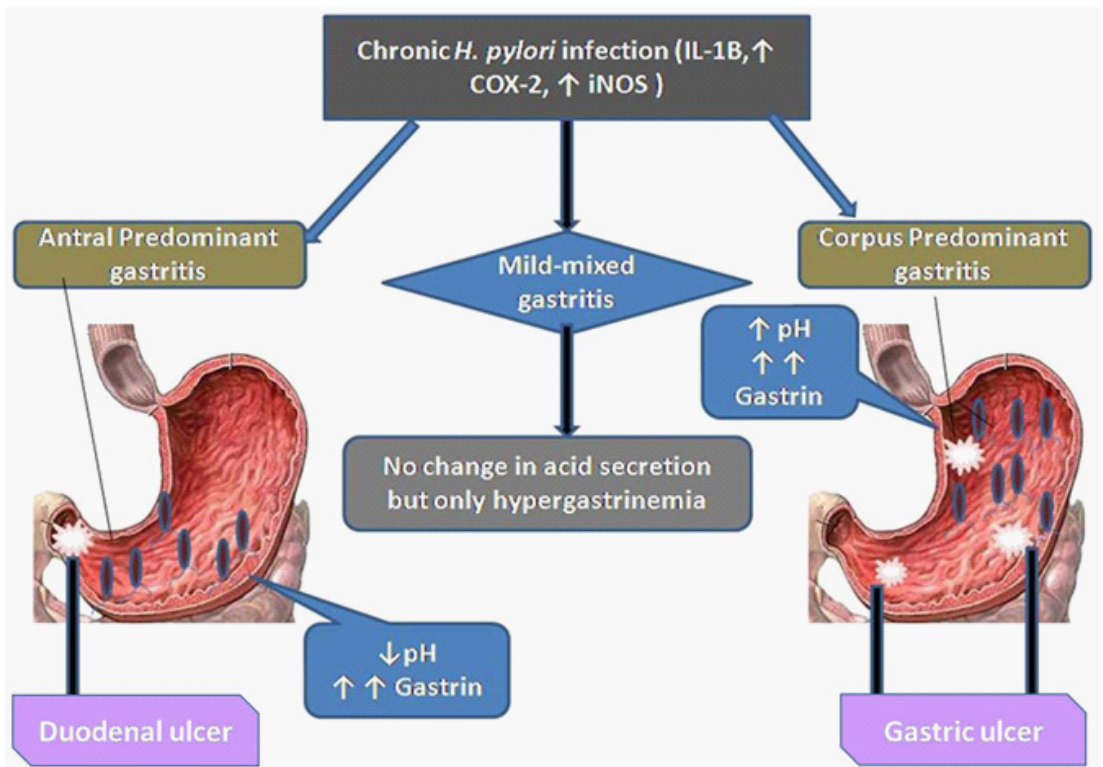 Chronic H. pylori infection (IL-1B,↑
COX-2, ↑ iNOS )
Antral Predominant
gastritis
Mild-mixed
gastritis
Corpus Predominant
gastritis
↑ pH
↑ ↑
Gastrin
No change in acid secretion
but only hypergastrinemia
↓pH
↑ ↑ Gastrin
Duodenal ulcer
Gastric ulcer